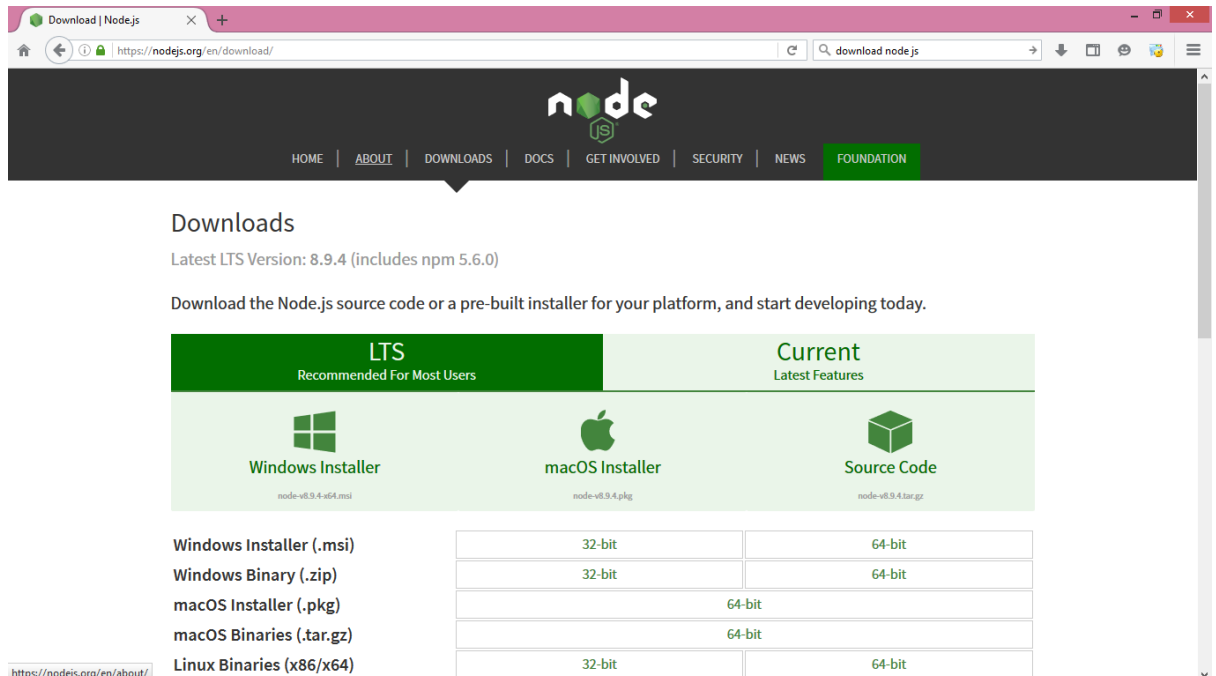 Download | Node.js
https://nodejs.org/en/download/
download node js
node
JS
HOME | ABOUT | DOWNLOADS | DOCS | GET INVOLVED | SECURITY | NEWS FOUNDATION
Downloads
Latest LTS Version: 8.9.4 (includes npm 5.6.0)
Download the Node.js source code or a pre-built installer for your platform, and start developing today.
LTS Current
Recommended For Most Users Latest Features
Windows Installer macOS Installer Source Code
node-v8.9.4-x64.msi node-v8.9.4.pkg node-v8.9.4.tar.gz
Windows Installer (.msi) 32-bit 64-bit
Windows Binary (.zip) 32-bit 64-bit
macOS Installer (.pkg) 64-bit
macOS Binaries (.tar.gz) 64-bit
Linux Binaries (x86/x64) 32-bit 64-bit
https://nodejs.org/en/about/